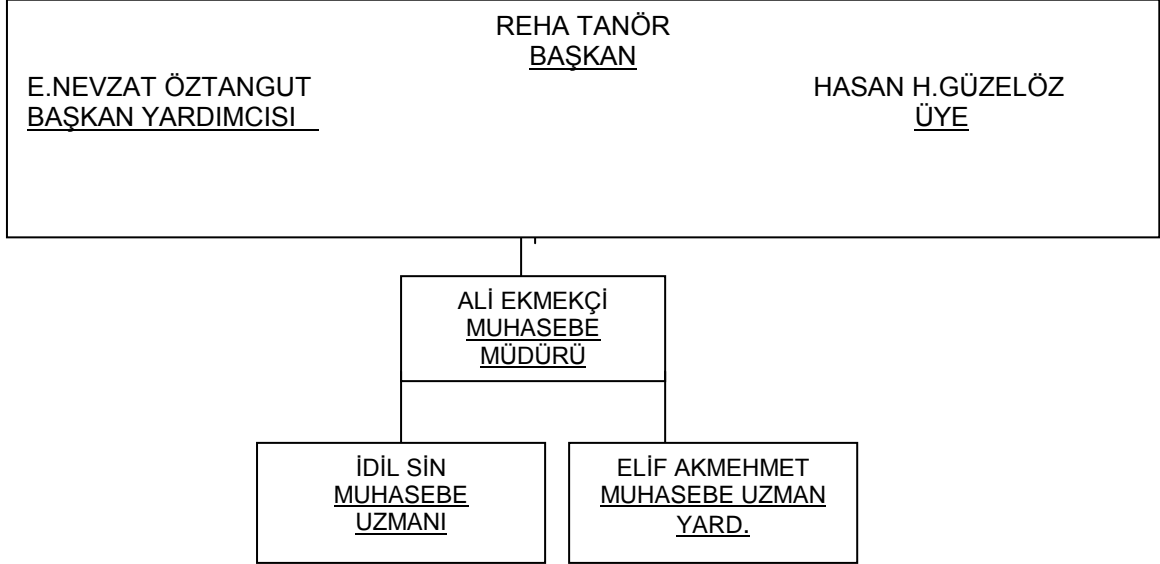 REHA TANÖR
BAŞKAN
E.NEVZAT ÖZTANGUT
BAŞKAN YARDIMCISI
HASAN H.GÜZELÖZ
ÜYE
ALİ EKMEKÇİ
MUHASEBE
MÜDÜRÜ
İDİL SİN
MUHASEBE
UZMANI
ELİF AKMEHMET
MUHASEBE UZMAN
YARD.